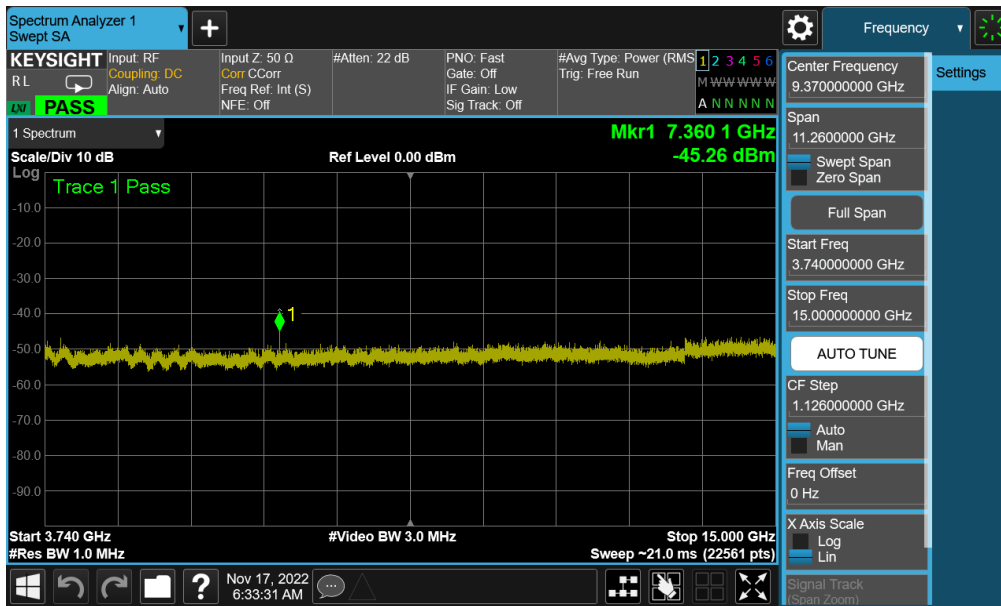 Spectrum Analyzer 1
Swept SA
+
Frequency
KEYSIGHT
R L
LXI PASS
Input: RF
Coupling: DC
Align: Auto
Input Z: 50 Ω
Corr CCorr
Freq Ref: Int (S)
NFE: Off
#Atten: 22 dB
PNO: Fast
Gate: Off
IF Gain: Low
Sig Track: Off
#Avg Type: Power (RMS
Trig: Free Run
1 2 3 4 5 6
M W W W W W
A N N N N N
1 Spectrum
Mkr1 7.360 1 GHz
Scale/Div 10 dB
Ref Level 0.00 dBm
-45.26 dBm
Log
Trace 1 Pass
-10.0
-20.0
-30.0
-40.0
1
-50.0
-60.0
-70.0
-80.0
-90.0
Start 3.740 GHz
#Video BW 3.0 MHz
Stop 15.000 GHz
#Res BW 1.0 MHz
Sweep ~21.0 ms (22561 pts)
Center Frequency
9.370000000 GHz
Settings
Span
11.2600000 GHz
Swept Span
Zero Span
Full Span
Start Freq
3.740000000 GHz
Stop Freq
15.000000000 GHz
AUTO TUNE
CF Step
1.126000000 GHz
Auto
Man
Freq Offset
0 Hz
X Axis Scale
Log
Lin
Signal Track
(Span Zoom)
?
Nov 17, 2022
6:33:31 AM